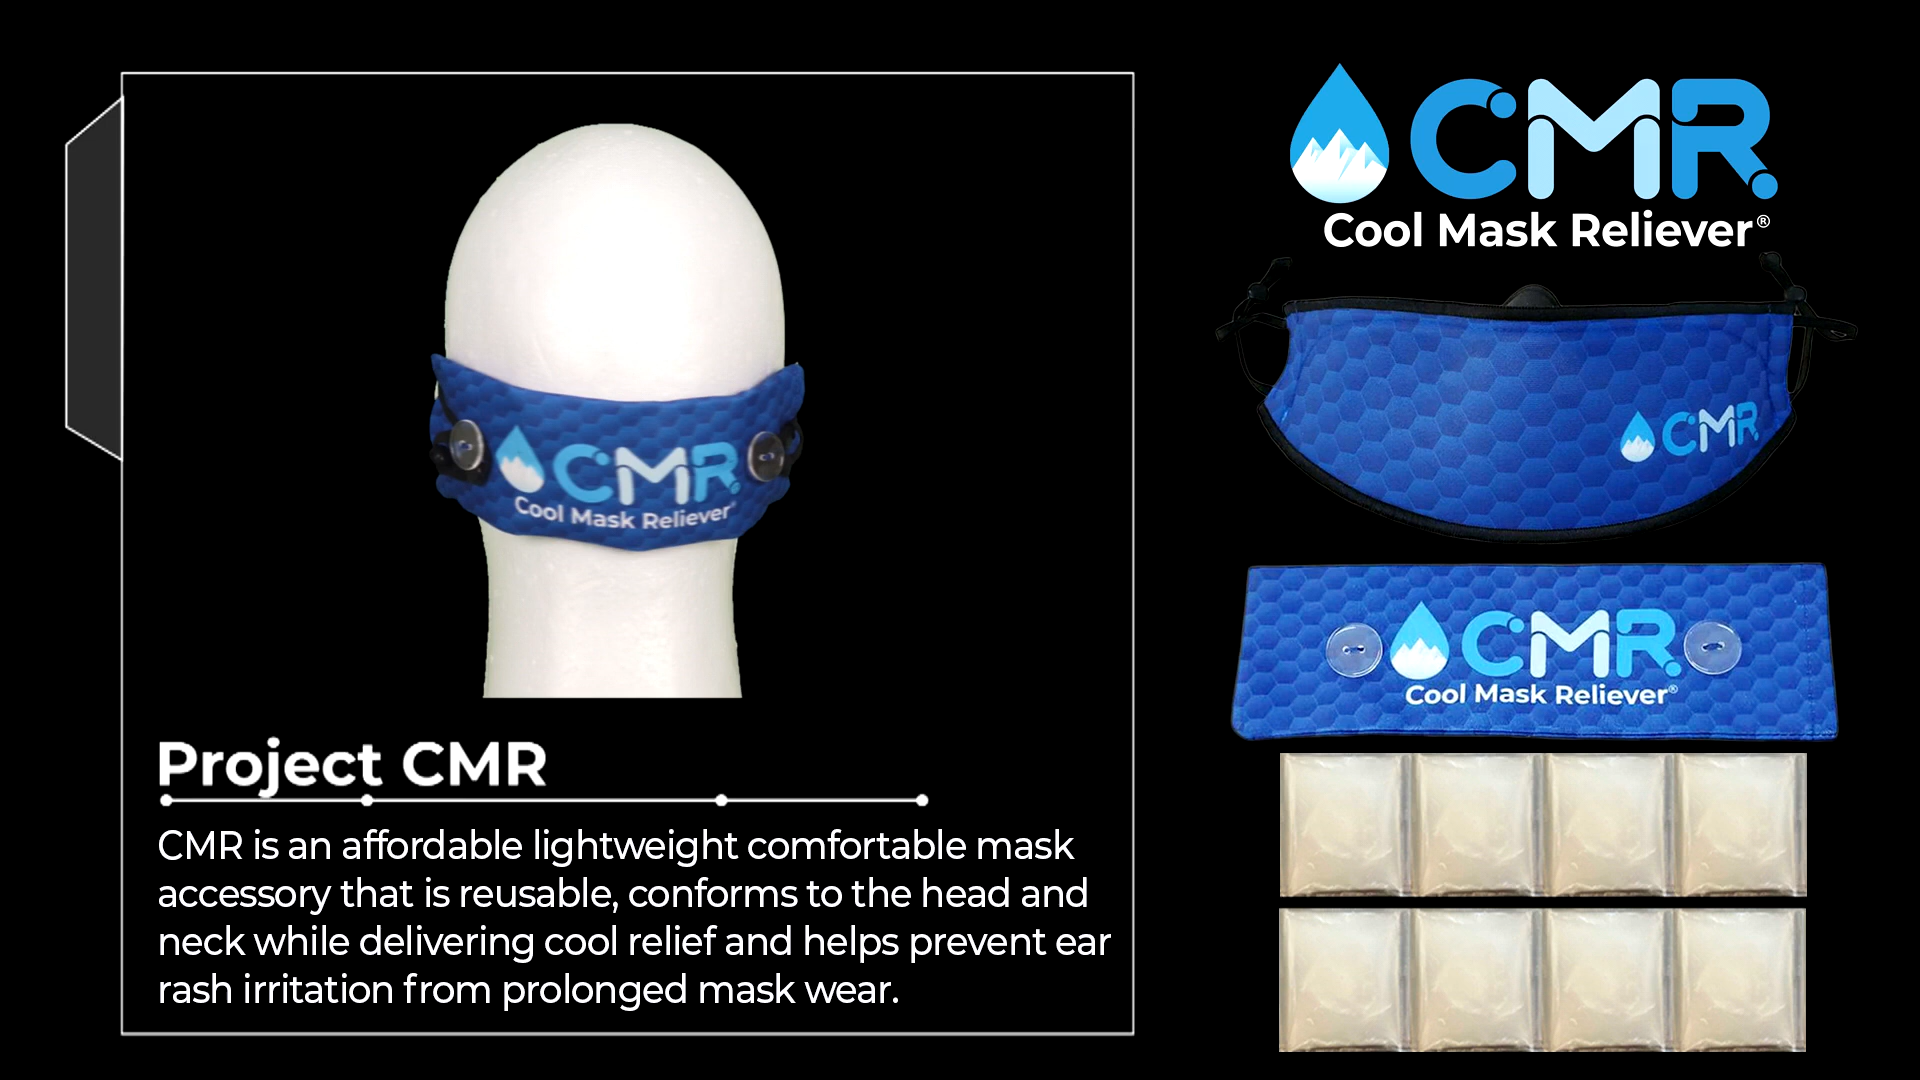 CMR
Cool Mask Reliever
Project CMR
CMR is an affordable lightweight comfortable mask
accessory that is reusable, conforms to the head and
neck while delivering cool relief and helps prevent ear
rash irritation from prolonged mask wear.
CMR
Cool Mask Reliever®
CMR
CMR
Cool Mask Reliever®